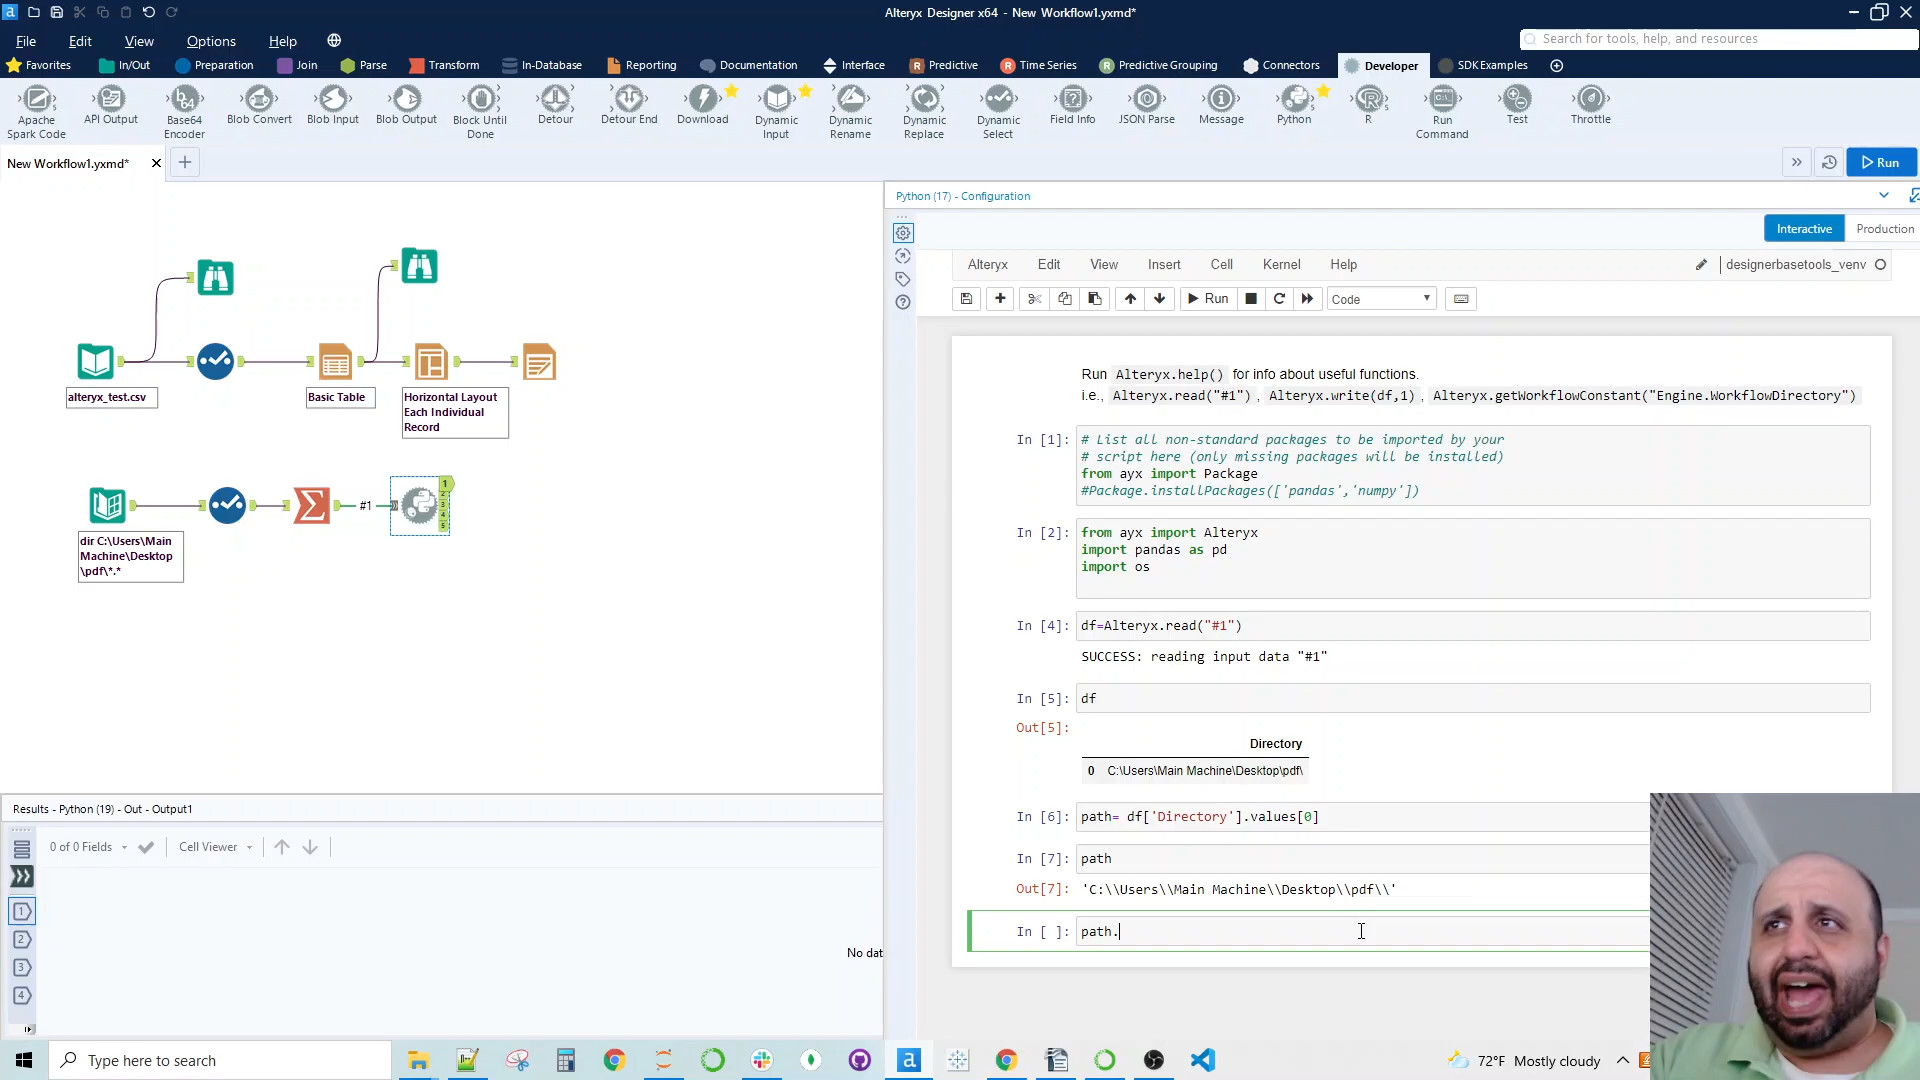 Alteryx Designer x64 - New Workflow1.yxmd*
File Edit View Options Help
Search for tools, help, and resources
Favorites In/Out Preparation Join Parse Transform In-Database Reporting Documentation Interface Predictive Time Series Predictive Grouping Connectors Developer SDK Examples
Apache Spark Code
API Output
Base64 Encoder
Blob Convert
Blob Input
Blob Output
Block Until Done
Detour
Detour End
Download
Dynamic Input
Dynamic Rename
Dynamic Replace
Dynamic Select
Field Info
JSON Parse
Message
Python
R
Run Command
Test
Throttle
New Workflow1.yxmd*
Run
Python (17) - Configuration
Interactive Production
Alteryx Edit View Insert Cell Kernel Help
designerbasetools_venv
Run
Code
alteryx_test.csv
Basic Table
Horizontal Layout
Each Individual
Record
#1
1
2
3
4
5
dir C:\Users\Main
Machine\Desktop
\pdf\*.*
Run Alteryx.help() for info about useful functions.
i.e., Alteryx.read("#1") , Alteryx.write(df,1) , Alteryx.getWorkflowConstant("Engine.WorkflowDirectory")
In [1]: # List all non-standard packages to be imported by your
# script here (only missing packages will be installed)
from ayx import Package
#Package.installPackages(['pandas','numpy'])
In [2]: from ayx import Alteryx
import pandas as pd
import os
In [4]: df=Alteryx.read("#1")
SUCCESS: reading input data "#1"
In [5]: df
Out[5]:
Directory
0 C:\Users\Main Machine\Desktop\pdf\
In [6]: path= df['Directory'].values[0]
In [7]: path
Out[7]: 'C:\\Users\\Main Machine\\Desktop\\pdf\\'
In [ ]: path.
Results - Python (19) - Out - Output1
0 of 0 Fields Cell Viewer
1
2
3
4
No dat
Type here to search
72°F Mostly cloudy